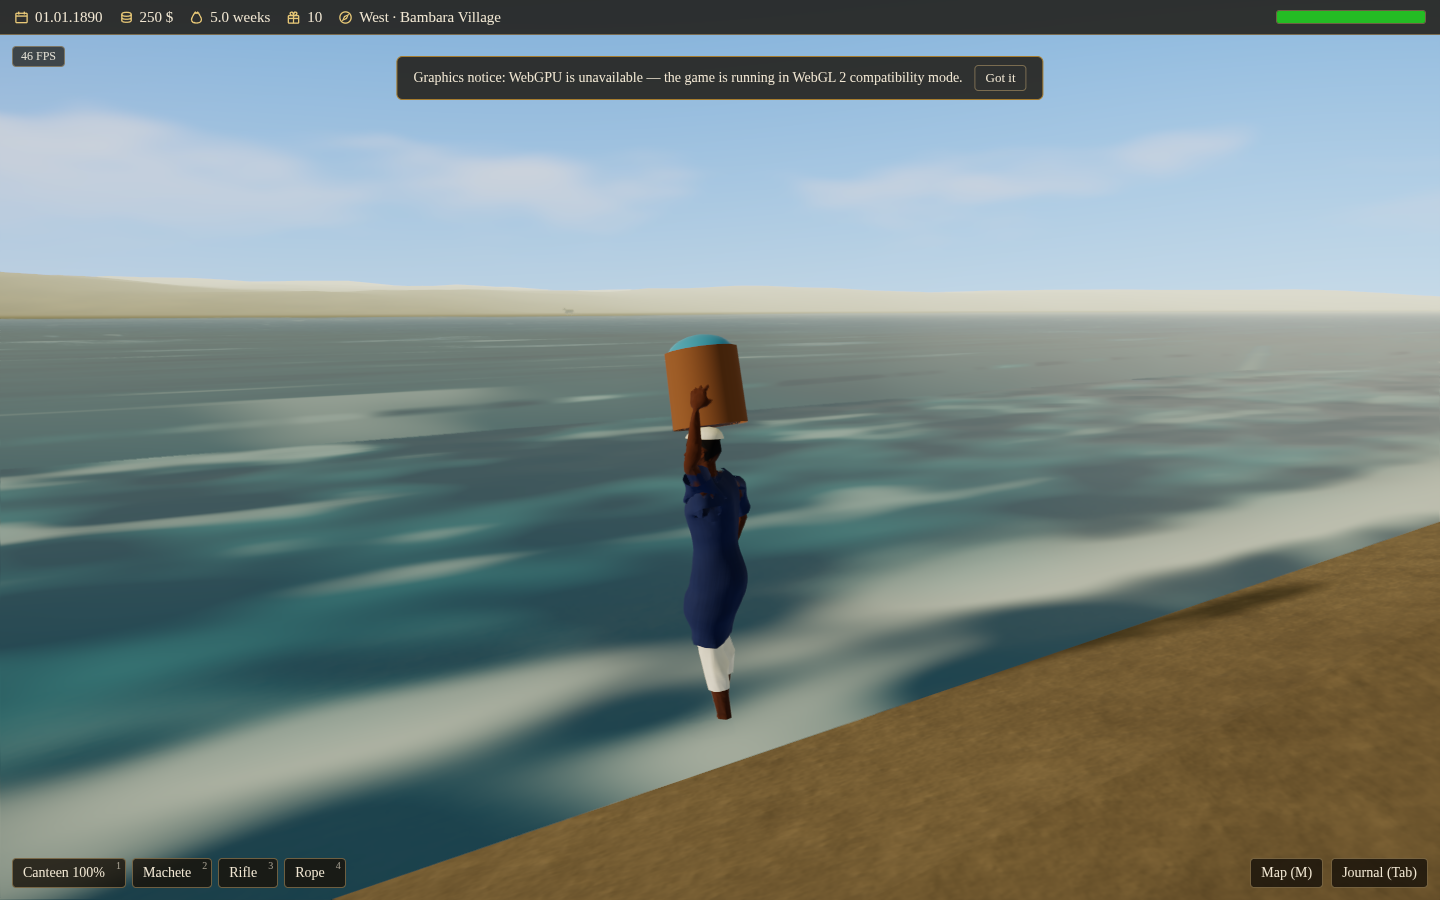 01.01.1890 250 $ 5.0 weeks 10 West · Bambara Village
46 FPS
Graphics notice: WebGPU is unavailable — the game is running in WebGL 2 compatibility mode. Got it
Canteen 100% 1 Machete 2 Rifle 3 Rope 4 Map (M) Journal (Tab)